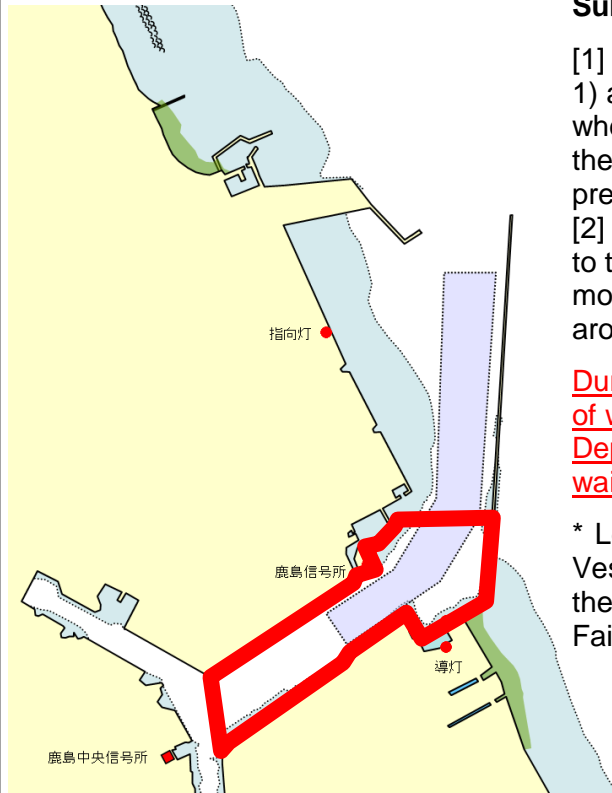 Su
[1]
1) a
whe
the
pre
[2]
to t
mo
aro
Dur
of w
Dep
wai
* L
Ves
the
Fai
指向灯
鹿島信号所
導灯
鹿島中央信号所